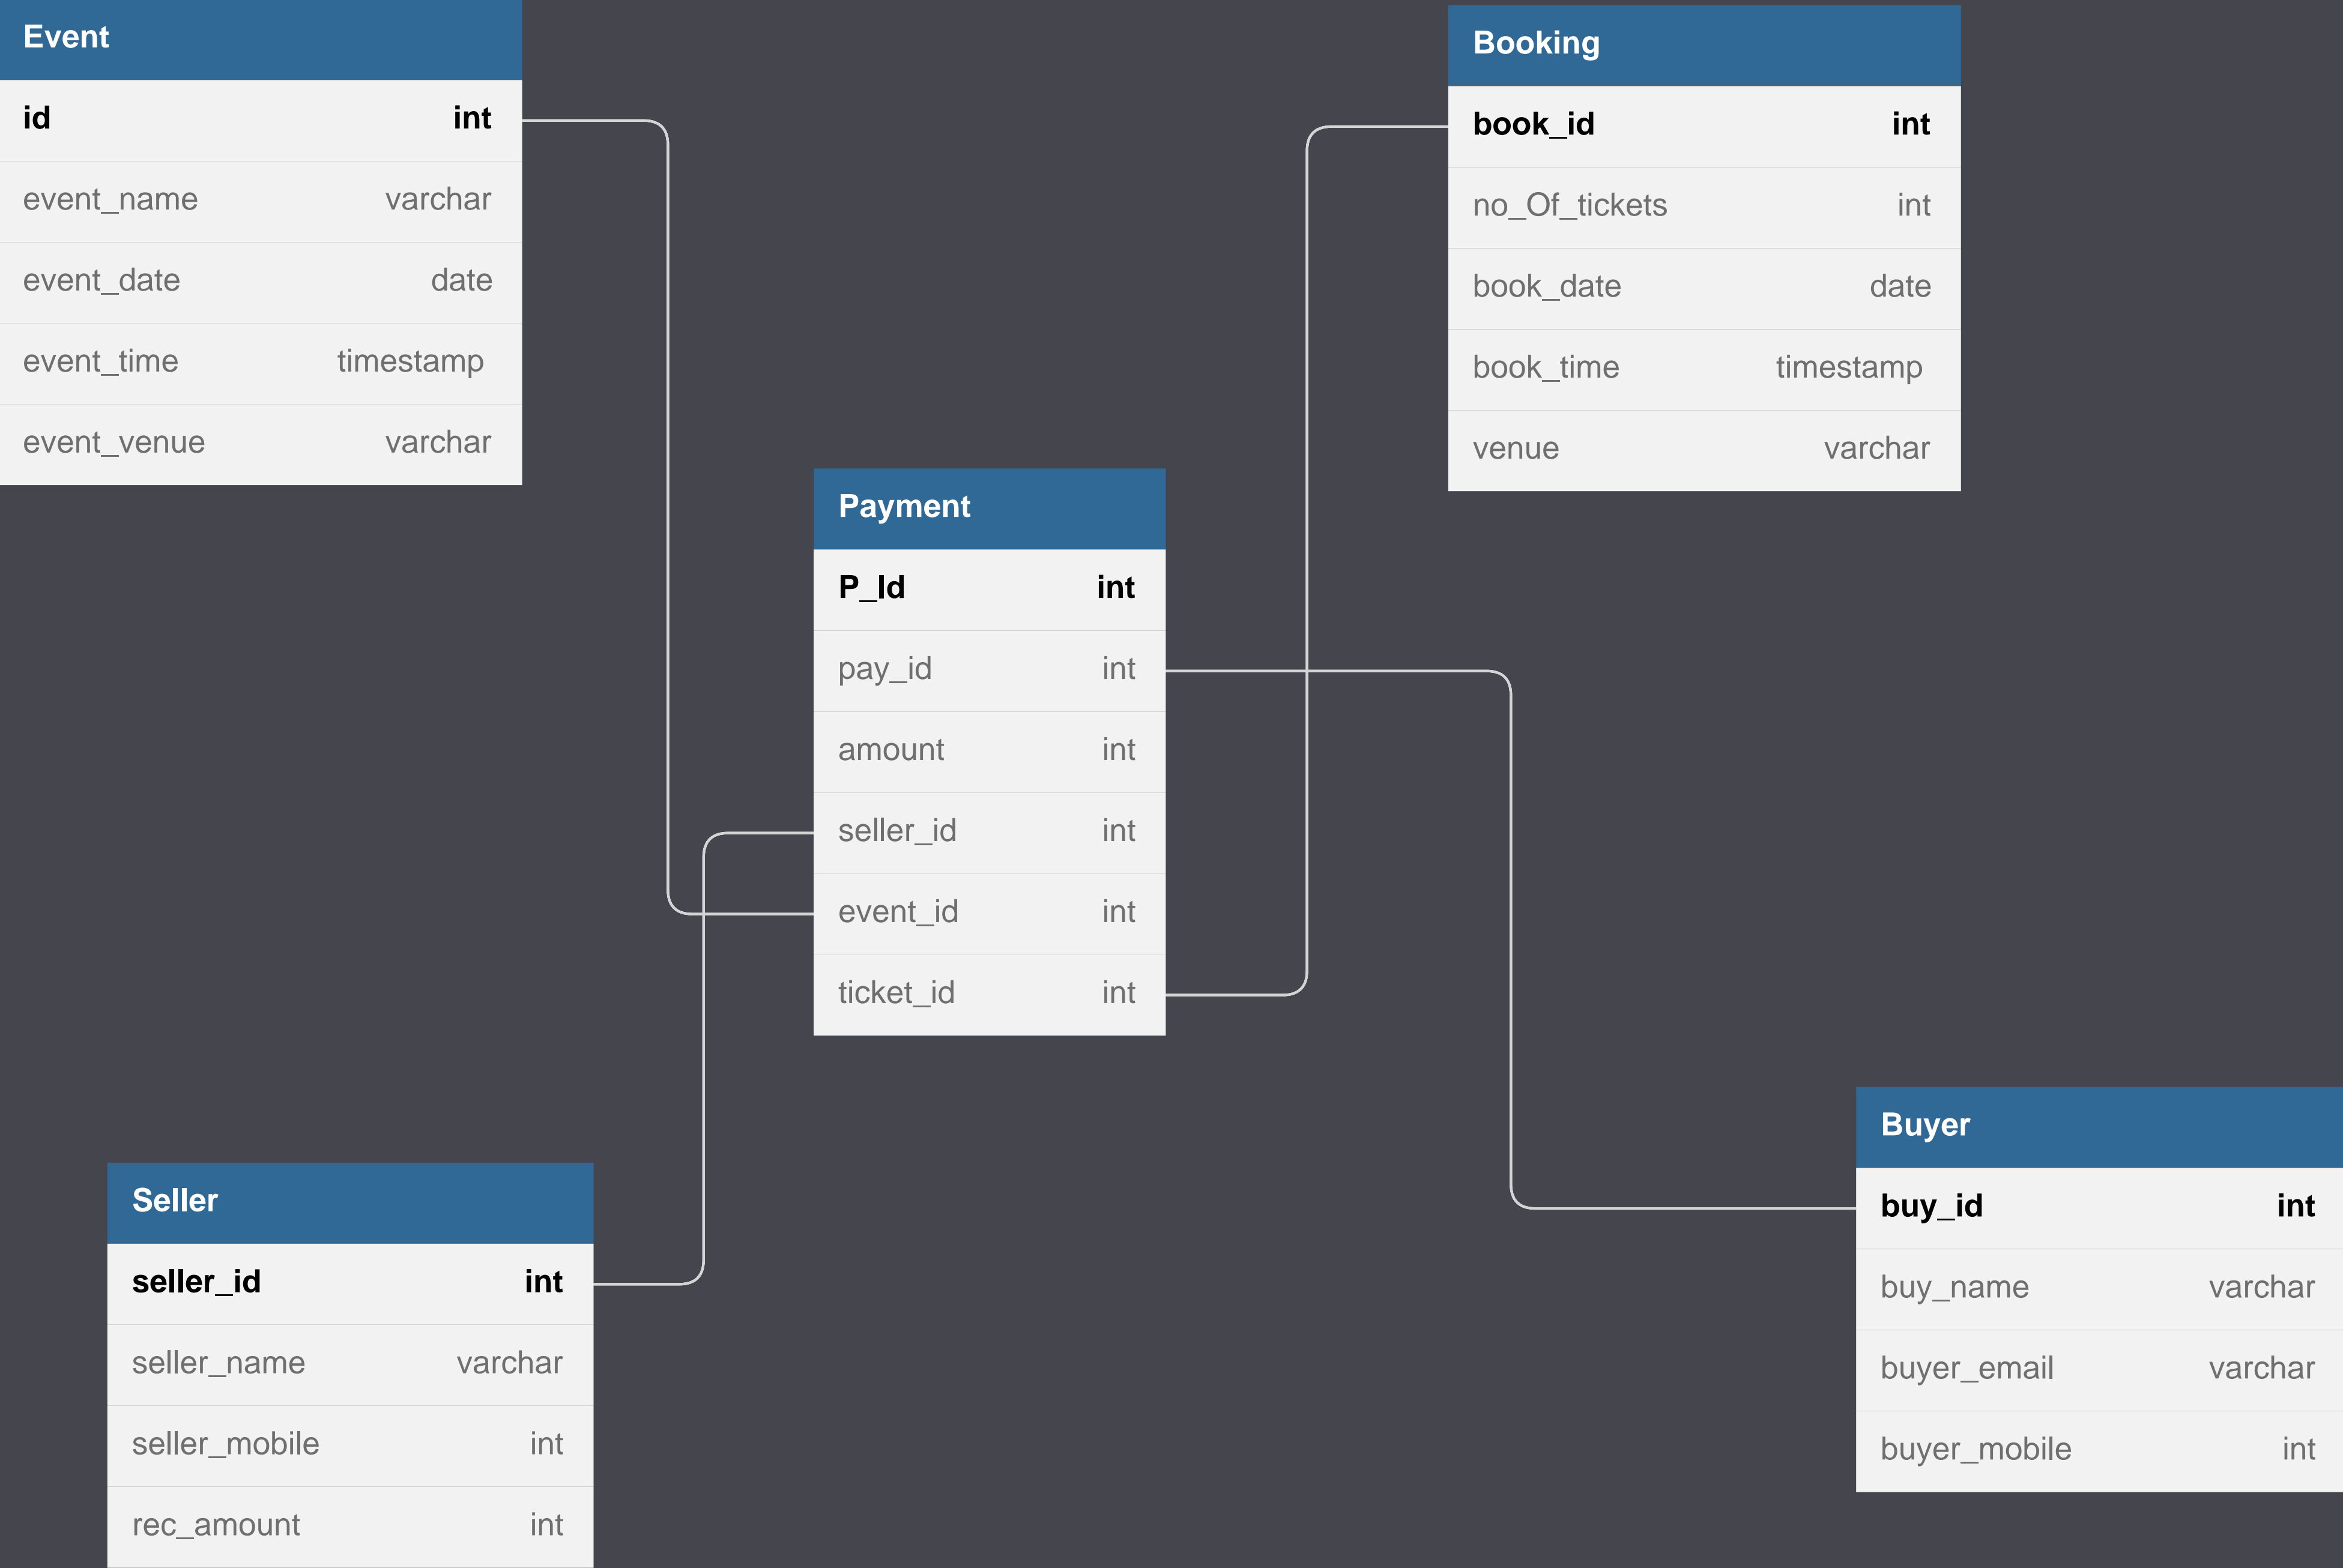 Event
id int
event_name varchar
event_date date
event_time timestamp
event_venue varchar
Booking
book_id int
no_Of_tickets int
book_date date
book_time timestamp
venue varchar
Payment
P_Id int
pay_id int
amount int
seller_id int
event_id int
ticket_id int
Seller
seller_id int
seller_name varchar
seller_mobile int
rec_amount int
Buyer
buy_id int
buy_name varchar
buyer_email varchar
buyer_mobile int